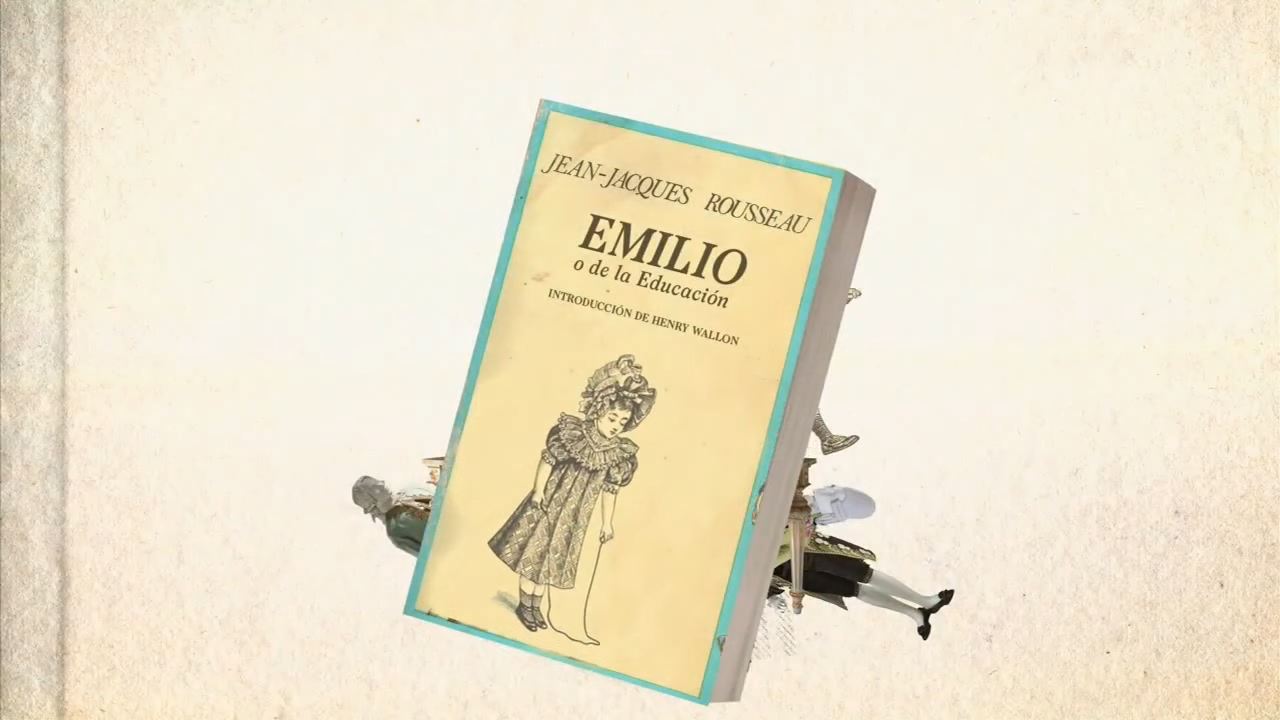 JEAN-JACQUES ROUSSEAU
EMILIO
o de la Educación
INTRODUCCIÓN DE HENRY WALLON